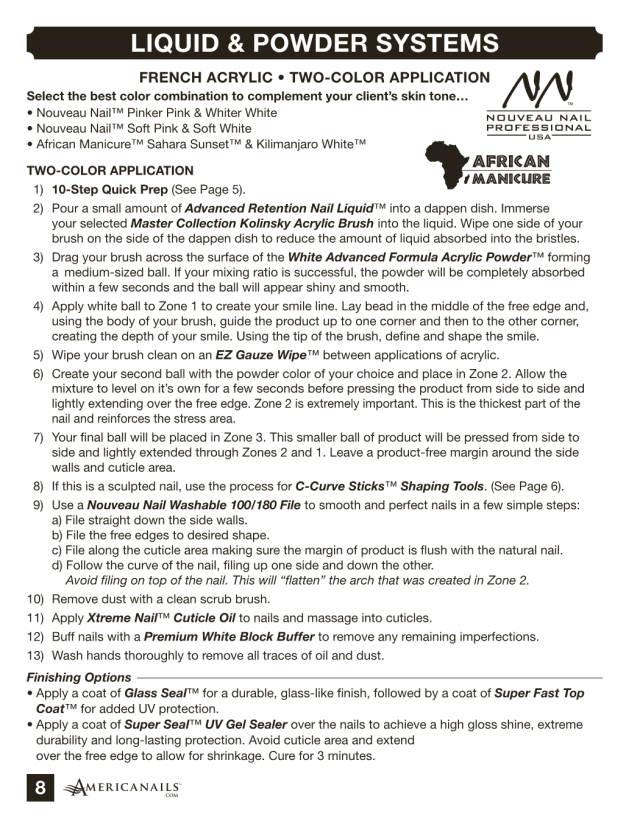 LIQUID & POWDER SYSTEMS
FRENCH ACRYLIC • TWO-COLOR APPLICATION
Select the best color combination to complement your client's skin tone…
• Nouveau Nail™ Pinker Pink & Whiter White
• Nouveau Nail™ Soft Pink & Soft White
• African Manicure™ Sahara Sunset™ & Kilimanjaro White™
NN™
NOUVEAU NAIL
PROFESSIONAL
USA
AFRICAN
MANICURE
TWO-COLOR APPLICATION
1) 10-Step Quick Prep (See Page 5).
2) Pour a small amount of Advanced Retention Nail Liquid™ into a dappen dish. Immerse
your selected Master Collection Kolinsky Acrylic Brush into the liquid. Wipe one side of your
brush on the side of the dappen dish to reduce the amount of liquid absorbed into the bristles.
3) Drag your brush across the surface of the White Advanced Formula Acrylic Powder™ forming
a medium-sized ball. If your mixing ratio is successful, the powder will be completely absorbed
within a few seconds and the ball will appear shiny and smooth.
4) Apply white ball to Zone 1 to create your smile line. Lay bead in the middle of the free edge and,
using the body of your brush, guide the product up to one corner and then to the other corner,
creating the depth of your smile. Using the tip of the brush, define and shape the smile.
5) Wipe your brush clean on an EZ Gauze Wipe™ between applications of acrylic.
6) Create your second ball with the powder color of your choice and place in Zone 2. Allow the
mixture to level on it's own for a few seconds before pressing the product from side to side and
lightly extending over the free edge. Zone 2 is extremely important. This is the thickest part of the
nail and reinforces the stress area.
7) Your final ball will be placed in Zone 3. This smaller ball of product will be pressed from side to
side and lightly extended through Zones 2 and 1. Leave a product-free margin around the side
walls and cuticle area.
8) If this is a sculpted nail, use the process for C-Curve Sticks™ Shaping Tools. (See Page 6).
9) Use a Nouveau Nail Washable 100/180 File to smooth and perfect nails in a few simple steps:
a) File straight down the side walls.
b) File the free edges to desired shape.
c) File along the cuticle area making sure the margin of product is flush with the natural nail.
d) Follow the curve of the nail, filing up one side and down the other.
Avoid filing on top of the nail. This will "flatten" the arch that was created in Zone 2.
10) Remove dust with a clean scrub brush.
11) Apply Xtreme Nail™ Cuticle Oil to nails and massage into cuticles.
12) Buff nails with a Premium White Block Buffer to remove any remaining imperfections.
13) Wash hands thoroughly to remove all traces of oil and dust.
Finishing Options
• Apply a coat of Glass Seal™ for a durable, glass-like finish, followed by a coat of Super Fast Top
Coat™ for added UV protection.
• Apply a coat of Super Seal™ UV Gel Sealer over the nails to achieve a high gloss shine, extreme
durability and long-lasting protection. Avoid cuticle area and extend
over the free edge to allow for shrinkage. Cure for 3 minutes.
8 AMERICANAILS™
.COM